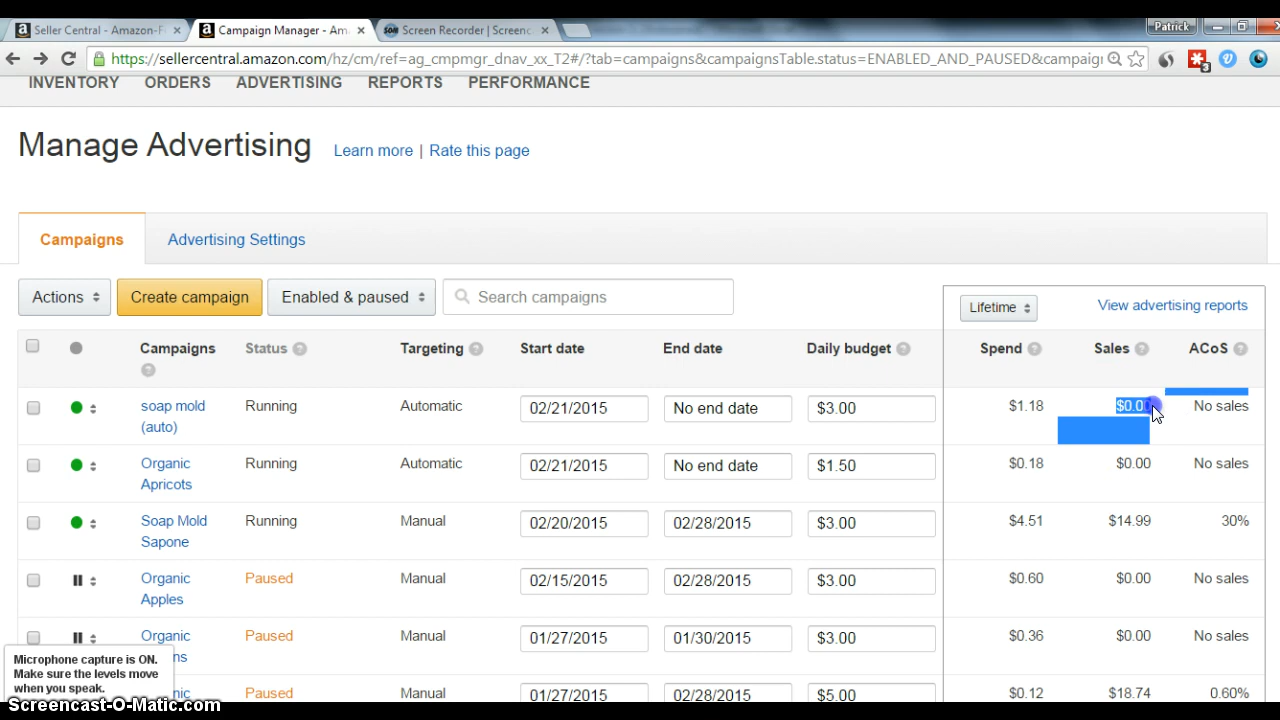 Seller Central - Amazon-F
Campaign Manager - Am
Screen Recorder | Screenc
Patrick
https://sellercentral.amazon.com/hz/cm/ref=ag_cmpmgr_dnav_xx_T2#/?tab=campaigns&campaignsTable.status=ENABLED_AND_PAUSED&campaig
3
INVENTORY ORDERS ADVERTISING REPORTS PERFORMANCE
Manage Advertising Learn more | Rate this page
Campaigns Advertising Settings
Actions Create campaign Enabled & paused Search campaigns
Lifetime View advertising reports
Campaigns Status Targeting Start date End date Daily budget Spend Sales ACoS
soap mold Running Automatic 02/21/2015 No end date $3.00 $1.18 $0.00 No sales
(auto)
Organic Running Automatic 02/21/2015 No end date $1.50 $0.18 $0.00 No sales
Apricots
Soap Mold Running Manual 02/20/2015 02/28/2015 $3.00 $4.51 $14.99 30%
Sapone
Organic Paused Manual 02/15/2015 02/28/2015 $3.00 $0.60 $0.00 No sales
Apples
Organic Paused Manual 01/27/2015 01/30/2015 $3.00 $0.36 $0.00 No sales
Paused Manual 01/27/2015 02/28/2015 $5.00 $0.12 $18.74 0.60%
Microphone capture is ON.
Make sure the levels move
when you speak.
Screencast-O-Matic.com